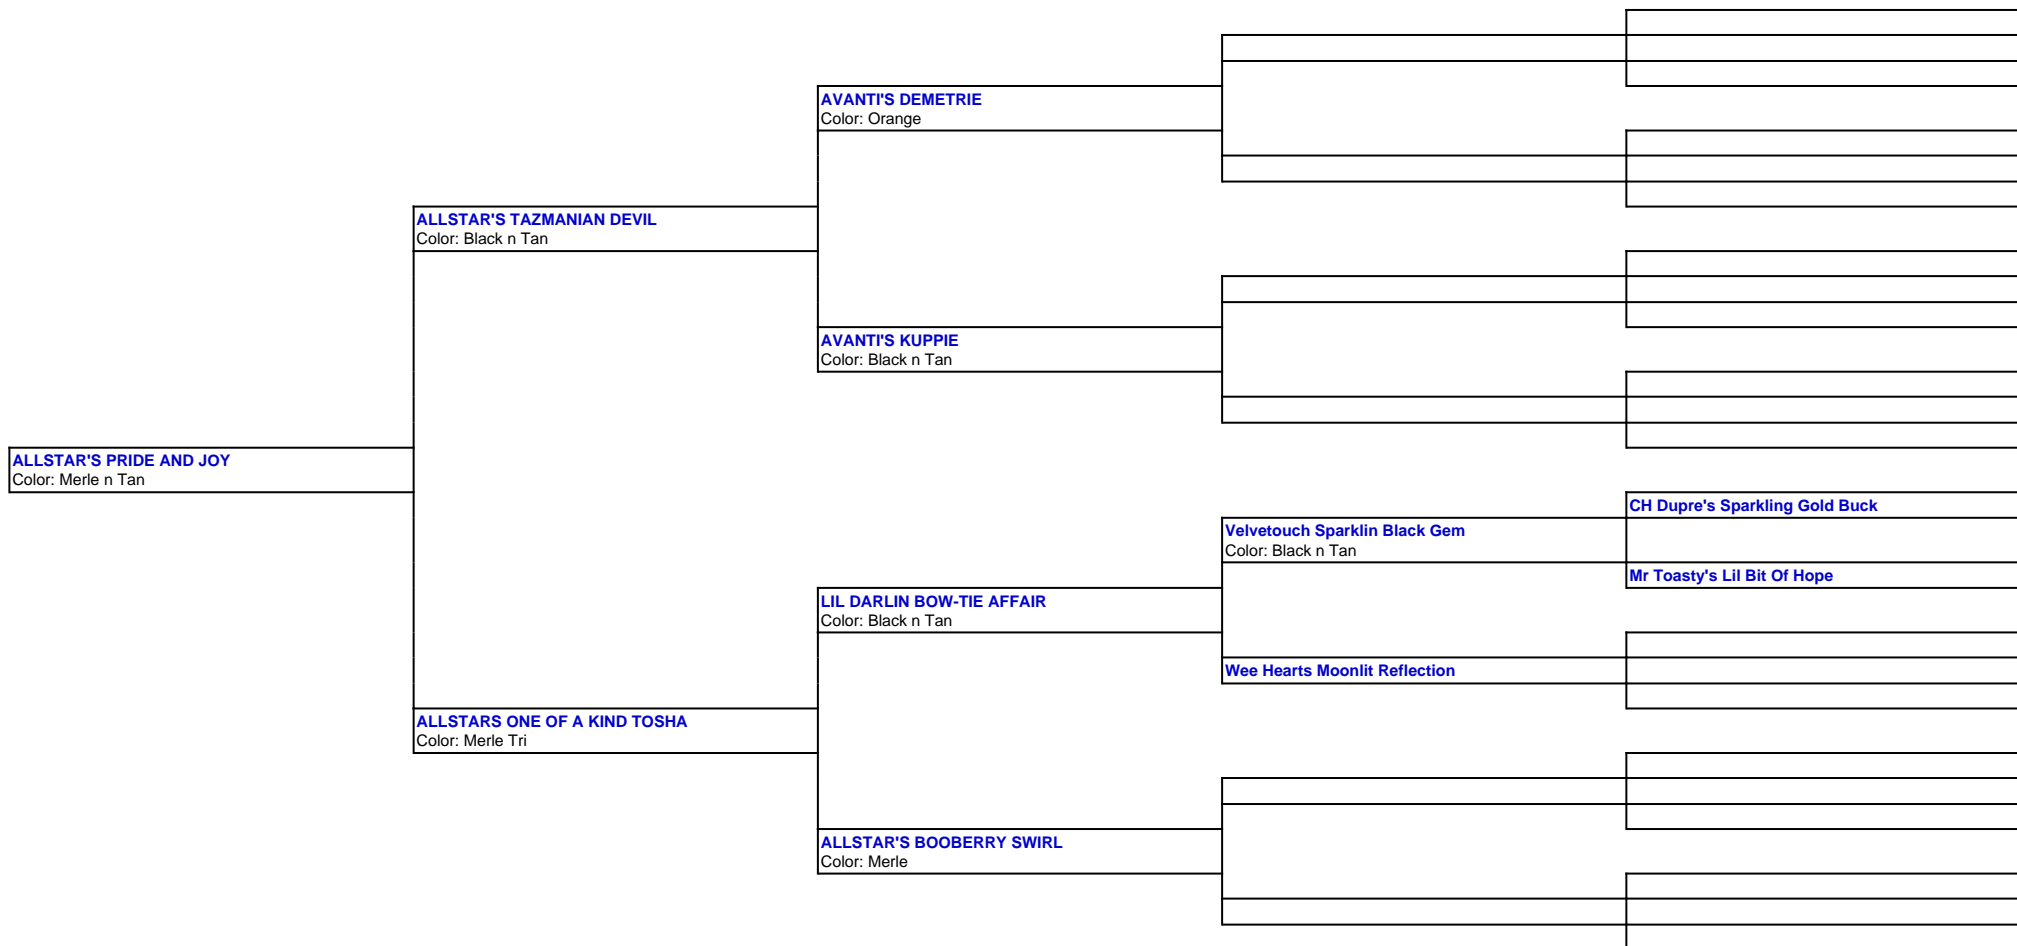 AVANTI'S DEMETRIE
Color: Orange
ALLSTAR'S TAZMANIAN DEVIL
Color: Black n Tan
AVANTI'S KUPPIE
Color: Black n Tan
ALLSTAR'S PRIDE AND JOY
Color: Merle n Tan
CH Dupre's Sparkling Gold Buck
Velvetouch Sparklin Black Gem
Color: Black n Tan
Mr Toasty's Lil Bit Of Hope
LIL DARLIN BOW-TIE AFFAIR
Color: Black n Tan
Wee Hearts Moonlit Reflection
ALLSTARS ONE OF A KIND TOSHA
Color: Merle Tri
ALLSTAR'S BOOBERRY SWIRL
Color: Merle